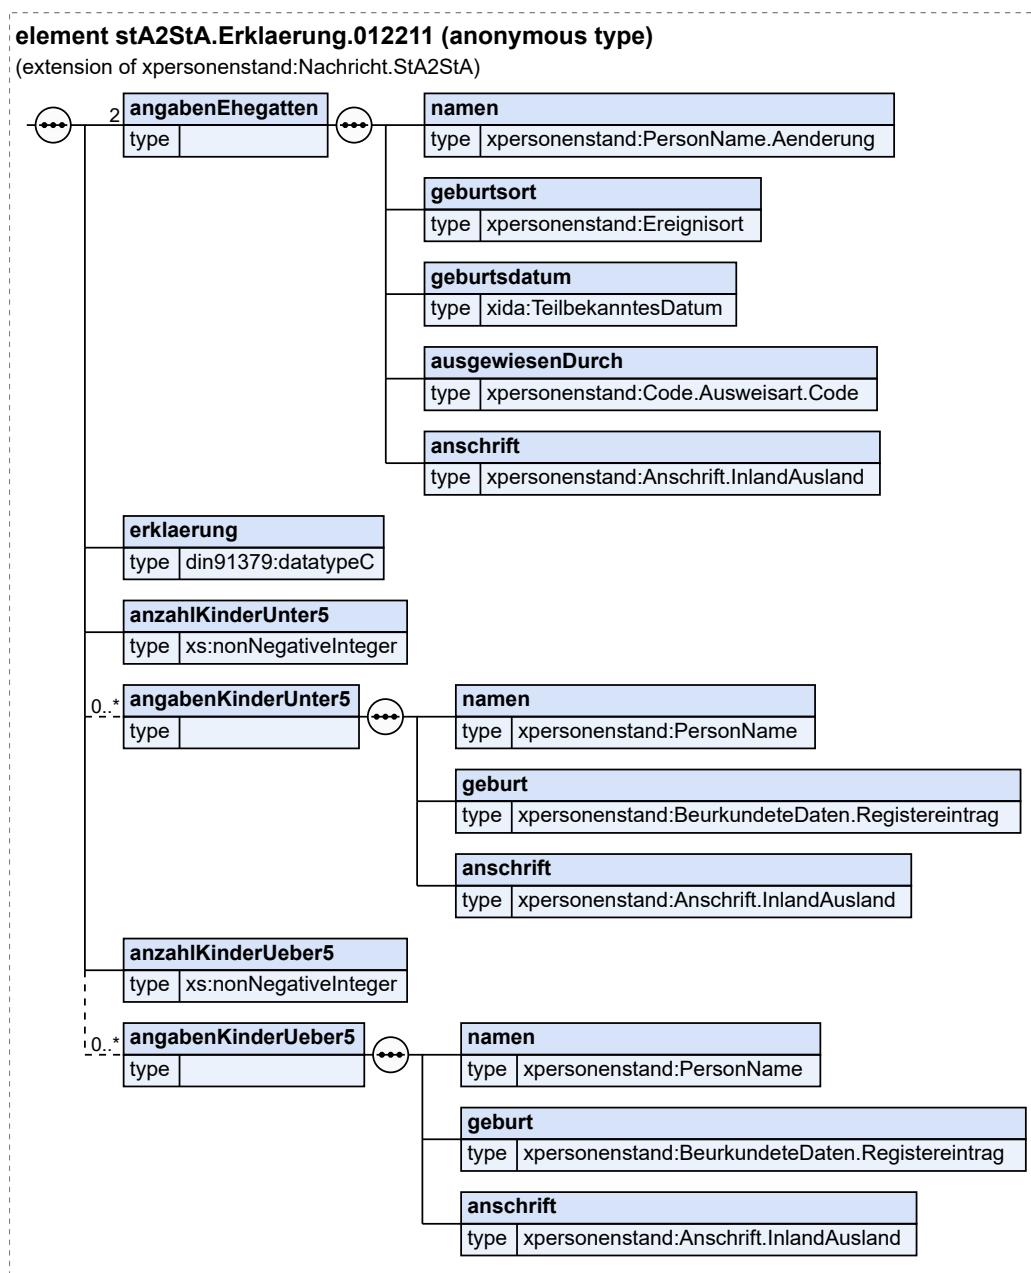 element stA2StA.Erklaerung.012211 (anonymous type)
(extension of xpersonenstand:Nachricht.StA2StA)
2 angabenEhegatten
type
namen
type xpersonenstand:PersonName.Aenderung
geburtsort
type xpersonenstand:Ereignisort
geburtsdatum
type xida:TeilbekanntesDatum
ausgewiesenDurch
type xpersonenstand:Code.Ausweisart.Code
anschrift
type xpersonenstand:Anschrift.InlandAusland
erklaerung
type din91379:datatypeC
anzahlKinderUnter5
type xs:nonNegativeInteger
0..* angabenKinderUnter5
type
namen
type xpersonenstand:PersonName
geburt
type xpersonenstand:BeurkundeteDaten.Registereintrag
anschrift
type xpersonenstand:Anschrift.InlandAusland
anzahlKinderUeber5
type xs:nonNegativeInteger
0..* angabenKinderUeber5
type
namen
type xpersonenstand:PersonName
geburt
type xpersonenstand:BeurkundeteDaten.Registereintrag
anschrift
type xpersonenstand:Anschrift.InlandAusland